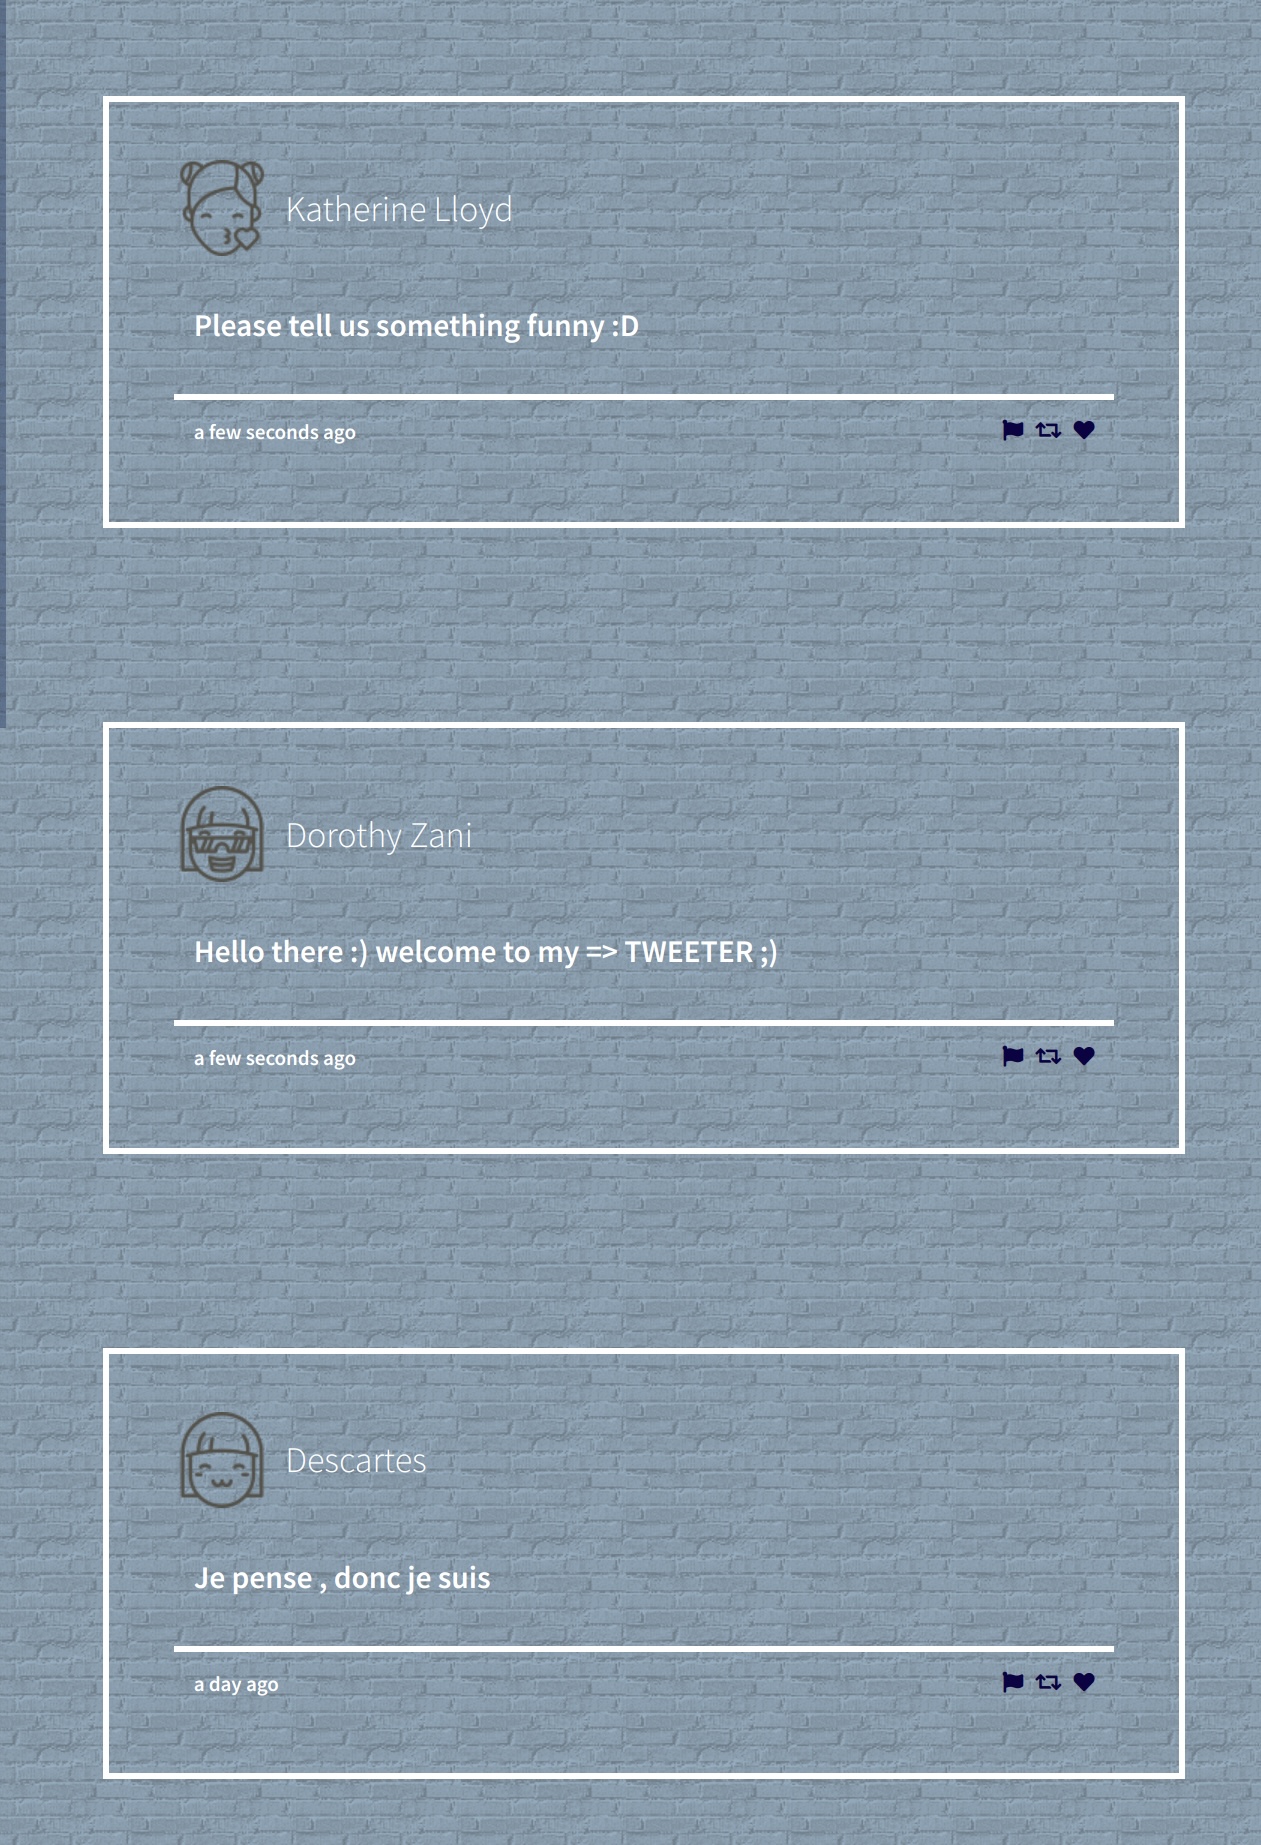 Katherine Lloyd
Please tell us something funny :D
a few seconds ago
Dorothy Zani
Hello there :) welcome to my => TWEETER ;)
a few seconds ago
Descartes
Je pense , donc je suis
a day ago